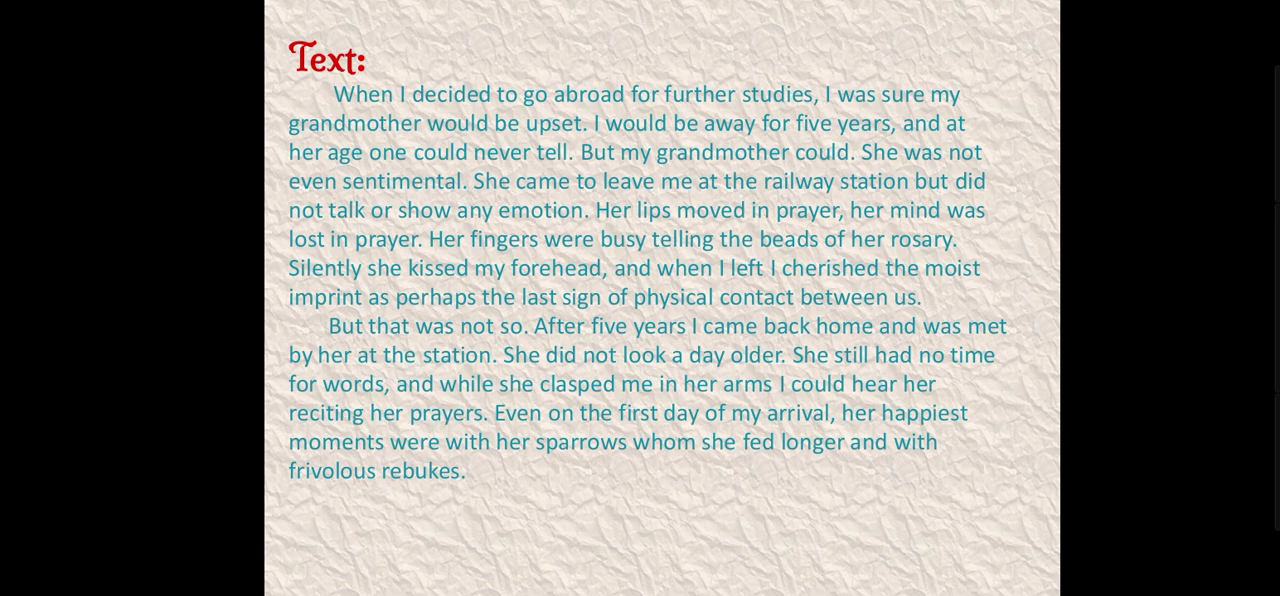 Text:
When I decided to go abroad for further studies, I was sure my
grandmother would be upset. I would be away for five years, and at
her age one could never tell. But my grandmother could. She was not
even sentimental. She came to leave me at the railway station but did
not talk or show any emotion. Her lips moved in prayer, her mind was
lost in prayer. Her fingers were busy telling the beads of her rosary.
Silently she kissed my forehead, and when I left I cherished the moist
imprint as perhaps the last sign of physical contact between us.
But that was not so. After five years I came back home and was met
by her at the station. She did not look a day older. She still had no time
for words, and while she clasped me in her arms I could hear her
reciting her prayers. Even on the first day of my arrival, her happiest
moments were with her sparrows whom she fed longer and with
frivolous rebukes.